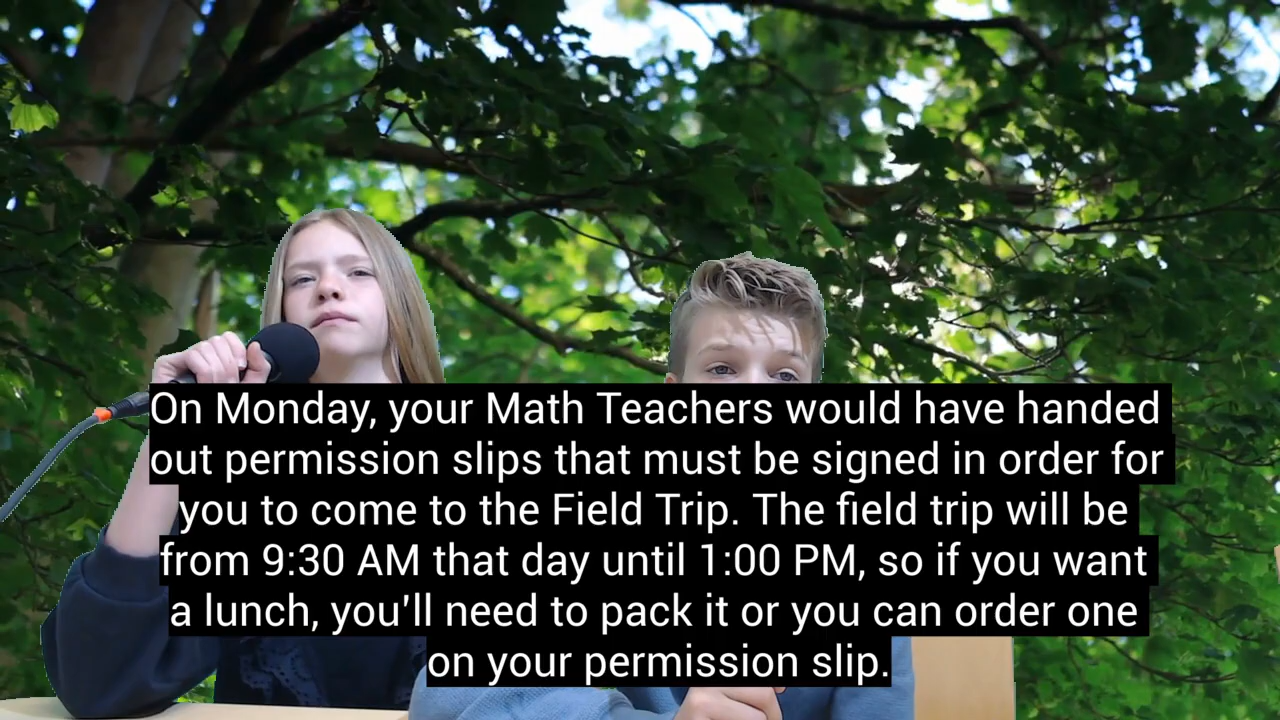 On Monday, your Math Teachers would have handed
out permission slips that must be signed in order for
you to come to the Field Trip. The field trip will be
from 9:30 AM that day until 1:00 PM, so if you want
a lunch, you'll need to pack it or you can order one
on your permission slip.